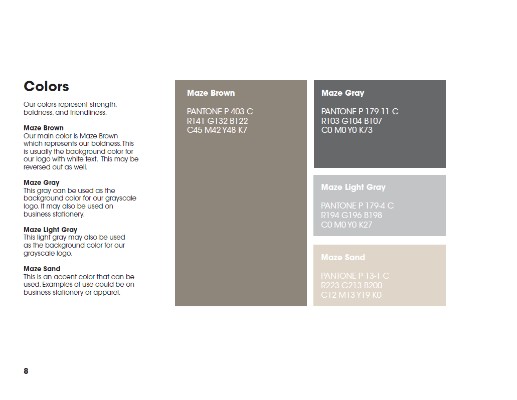 Colors
Our colors represent strength,
boldness, and friendliness.
Maze Brown
Our main color is Maze Brown
which represents our boldness. This
is usually the background color for
our logo with white text. This may be
reversed out as well.
Maze Gray
This gray can be used as the
background color for our grayscale
logo. It may also be used on
business stationery.
Maze Light Gray
This light gray may also be used
as the background color for our
grayscale logo.
Maze Sand
This is an accent color that can be
used. Examples of use could be on
business stationery or apparel.
Maze Brown
PANTONE P 403 C
R141 G132 B122
C45 M42 Y48 K7
Maze Gray
PANTONE P 179-11 C
R103 G104 B107
C0 M0 Y0 K73
Maze Light Gray
PANTONE P 179-4 C
R194 G196 B198
C0 M0 Y0 K27
Maze Sand
PANTONE P 13-1 C
R223 G213 B200
C12 M13 Y19 K0
8